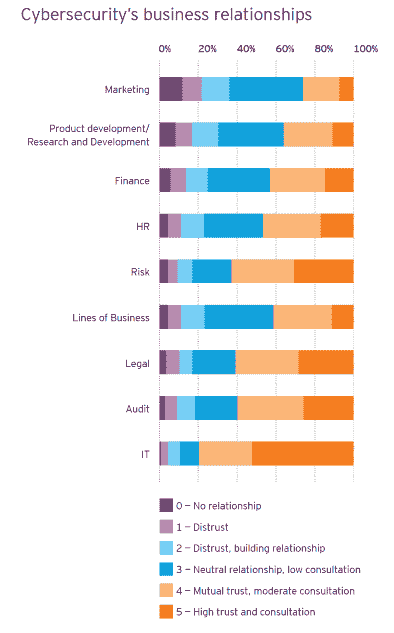 Cybersecurity's business relationships
0% 20% 40% 60% 80% 100%
Marketing
Product development/
Research and Development
Finance
HR
Risk
Lines of Business
Legal
Audit
IT
0 – No relationship
1 – Distrust
2 – Distrust, building relationship
3 – Neutral relationship, low consultation
4 – Mutual trust, moderate consultation
5 – High trust and consultation